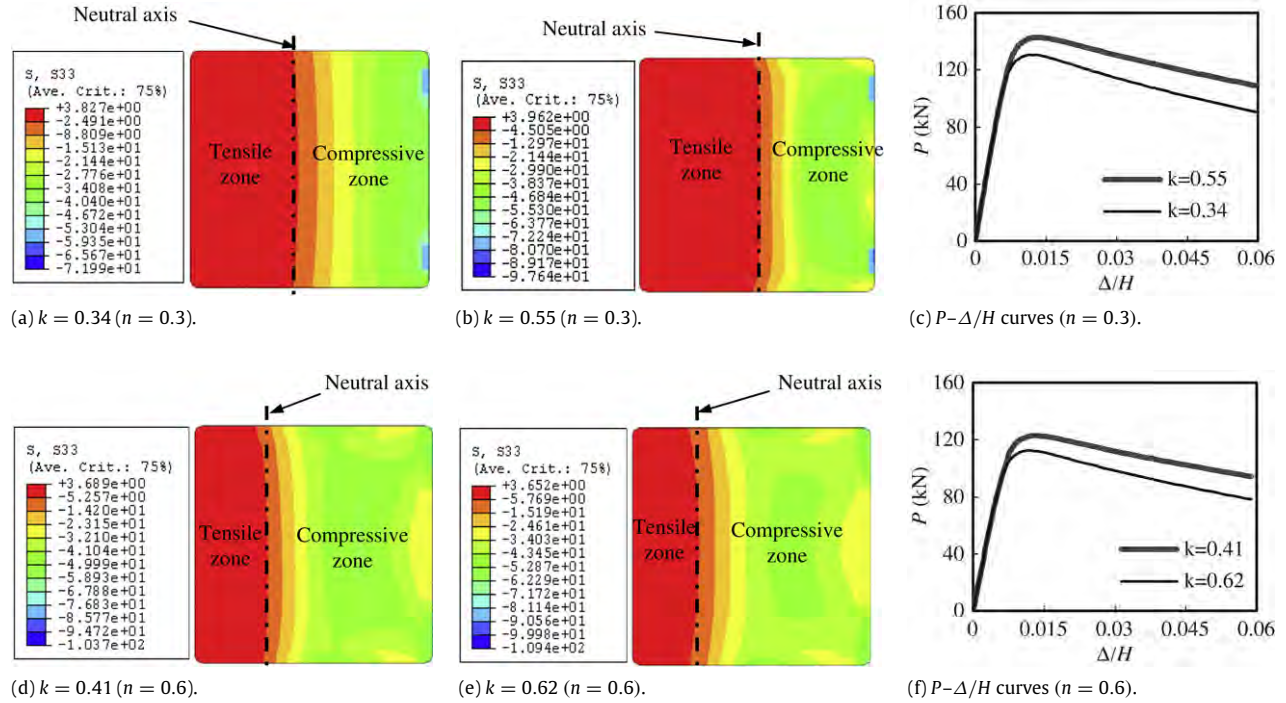 Neutral axis
S, S33
(Ave. Crit.: 75%)
+3.827e+00
-2.491e+00
-8.809e+00
-1.513e+01
-2.144e+01
-2.776e+01
-3.408e+01
-4.040e+01
-4.672e+01
-5.304e+01
-5.935e+01
-6.567e+01
-7.199e+01
Tensile
zone
Compressive
zone
(a) k = 0.34 (n = 0.3).
Neutral axis
S, S33
(Ave. Crit.: 75%)
+3.962e+00
-4.505e+00
-1.297e+01
-2.144e+01
-2.990e+01
-3.837e+01
-4.684e+01
-5.530e+01
-6.377e+01
-7.224e+01
-8.070e+01
-8.917e+01
-9.764e+01
Tensile
zone
Compressive
zone
(b) k = 0.55 (n = 0.3).
160
120
80
40
0
P (kN)
k=0.55
k=0.34
0
0.015
0.03
0.045
0.06
Δ/H
(c) P–Δ/H curves (n = 0.3).
Neutral axis
S, S33
(Ave. Crit.: 75%)
+3.689e+00
-5.257e+00
-1.420e+01
-2.315e+01
-3.210e+01
-4.104e+01
-4.999e+01
-5.893e+01
-6.788e+01
-7.683e+01
-8.577e+01
-9.472e+01
-1.037e+02
Tensile
zone
Compressive
zone
(d) k = 0.41 (n = 0.6).
Neutral axis
S, S33
(Ave. Crit.: 75%)
+3.652e+00
-5.769e+00
-1.519e+01
-2.461e+01
-3.403e+01
-4.345e+01
-5.287e+01
-6.229e+01
-7.172e+01
-8.114e+01
-9.056e+01
-9.998e+01
-1.094e+02
Tensile
zone
Compressive
zone
(e) k = 0.62 (n = 0.6).
160
120
80
40
0
P (kN)
k=0.41
k=0.62
0
0.015
0.03
0.045
0.06
Δ/H
(f) P–Δ/H curves (n = 0.6).